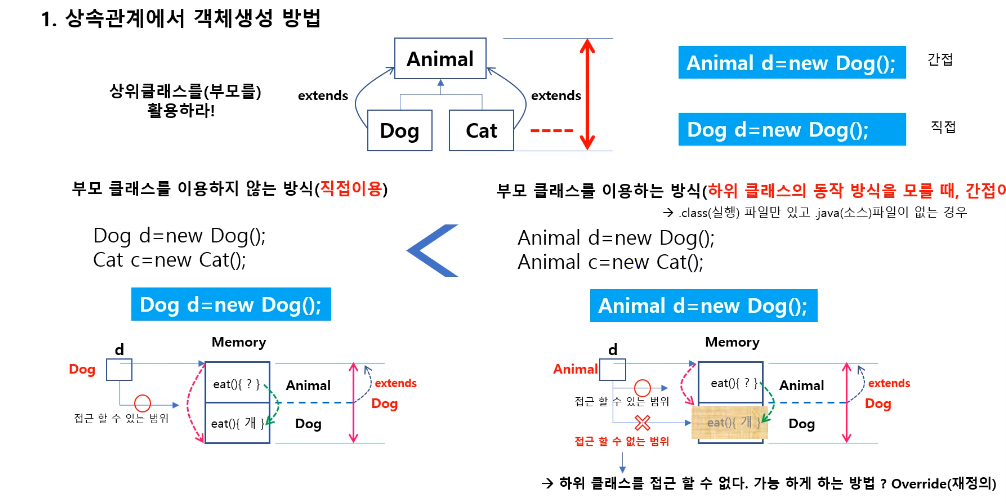 1. 상속관계에서 객체생성 방법
상위클래스를(부모를)
활용하라!
Animal
extends
extends
Dog
Cat
Animal d=new Dog();
간접
Dog d=new Dog();
직접
부모 클래스를 이용하지 않는 방식(직접이용)
Dog d=new Dog();
Cat c=new Cat();
Dog d=new Dog();
부모 클래스를 이용하는 방식(하위 클래스의 동작 방식을 모를 때, 간접이
→ .class(실행) 파일만 있고 .java(소스)파일이 없는 경우
Animal d=new Dog();
Animal c=new Cat();
Animal d=new Dog();
d
Memory
Dog
eat(){ ? }
Animal
extends
Dog
접근 할 수 있는 범위
eat(){ 개 }
Dog
d
Memory
Animal
eat(){ ? }
Animal
extends
Dog
접근 할 수 있는 범위
eat(){ 개 }
Dog
접근 할 수 없는 범위
→ 하위 클래스를 접근 할 수 없다. 가능 하게 하는 방법 ? Override(재정의)